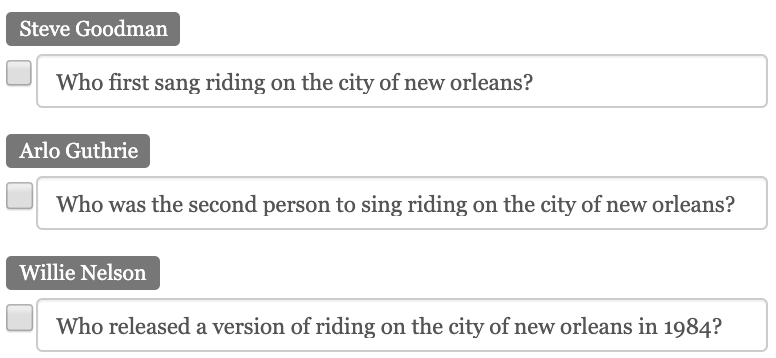 Steve Goodman
Who first sang riding on the city of new orleans?
Arlo Guthrie
Who was the second person to sing riding on the city of new orleans?
Willie Nelson
Who released a version of riding on the city of new orleans in 1984?